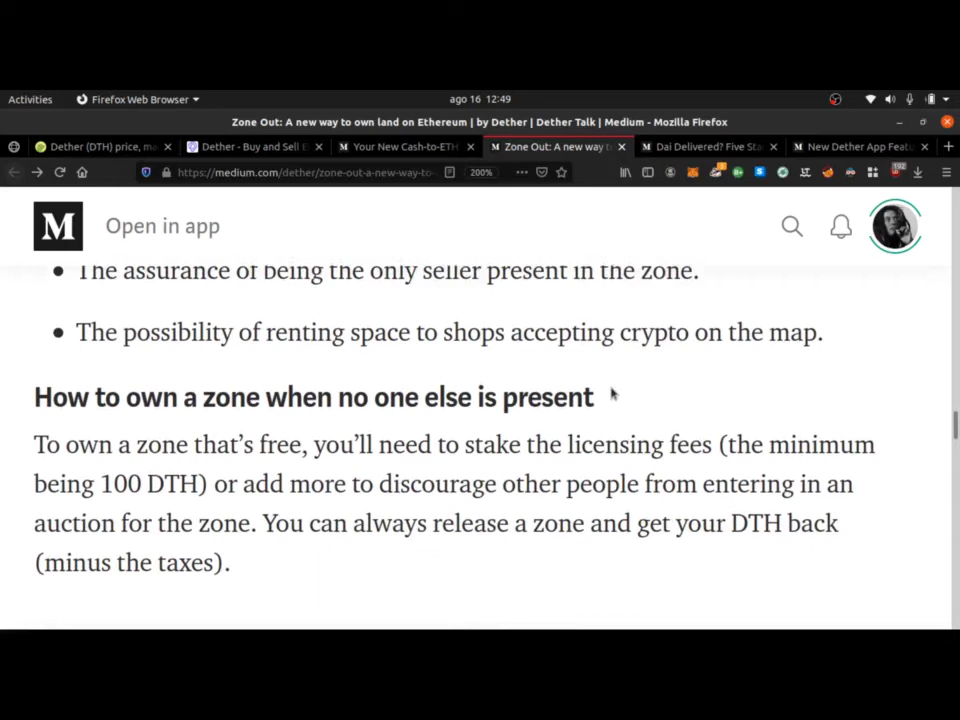 Activities
Firefox Web Browser
ago 16 12:49
Zone Out: A new way to own land on Ethereum | by Dether | Dether Talk | Medium - Mozilla Firefox
Dether (DTH) price, ma
Dether - Buy and Sell E
Your New Cash-to-ETH
Zone Out: A new way t
Dai Delivered? Five Sta
New Dether App Featu
https://medium.com/dether/zone-out-a-new-way-to-
200%
192
M
Open in app
The assurance of being the only seller present in the zone.
The possibility of renting space to shops accepting crypto on the map.
How to own a zone when no one else is present
To own a zone that's free, you'll need to stake the licensing fees (the minimum
being 100 DTH) or add more to discourage other people from entering in an
auction for the zone. You can always release a zone and get your DTH back
(minus the taxes).